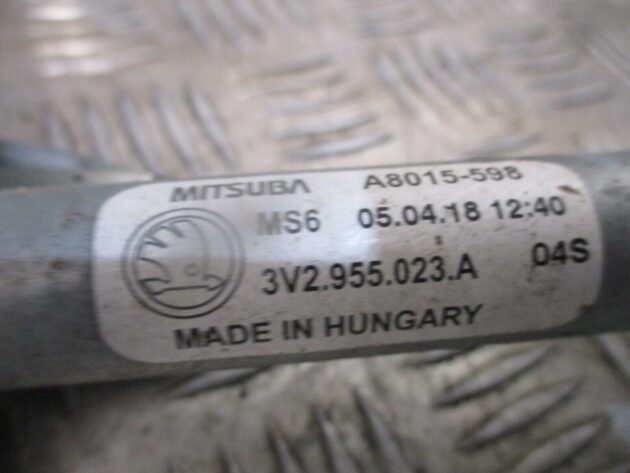 MITSUBA A8015-598
MS6 05.04.18 12:40
3V2.955.023.A 04S
MADE IN HUNGARY